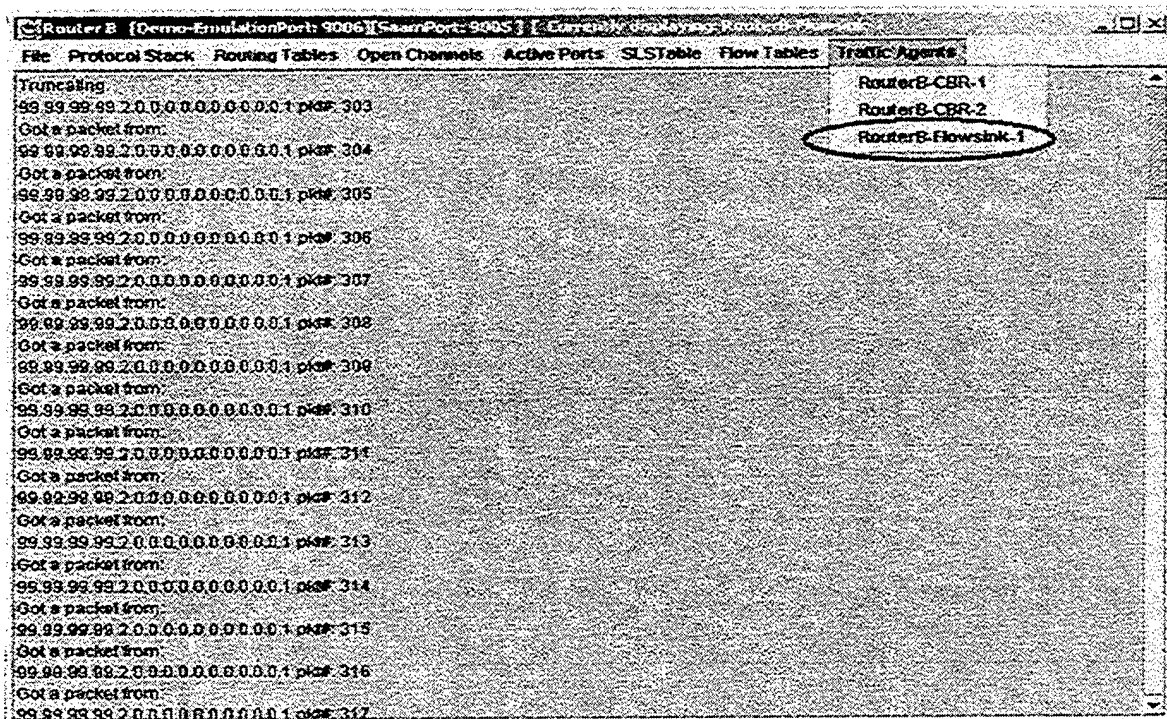 Router B [Demo-EmulationPort: 9006][SaamPort: 9005] [
File Protocol Stack Routing Tables Open Channels Active Ports SLSTable Flow Tables Traffic Agents
RouterB-CBR-1
RouterB-CBR-2
RouterB-Flowsink-1
Truncating:
99.99.99.99.2.0.0.0.0.0.0.0.0.0.0.1 pkt#: 303
Got a packet from:
99.99.99.99.2.0.0.0.0.0.0.0.0.0.0.1 pkt#: 304
Got a packet from:
99.99.99.99.2.0.0.0.0.0.0.0.0.0.0.1 pkt#: 305
Got a packet from:
99.99.99.99.2.0.0.0.0.0.0.0.0.0.0.1 pkt#: 306
Got a packet from:
99.99.99.99.2.0.0.0.0.0.0.0.0.0.0.1 pkt#: 307
Got a packet from:
99.99.99.99.2.0.0.0.0.0.0.0.0.0.0.1 pkt#: 308
Got a packet from:
99.99.99.99.2.0.0.0.0.0.0.0.0.0.0.1 pkt#: 309
Got a packet from:
99.99.99.99.2.0.0.0.0.0.0.0.0.0.0.1 pkt#: 310
Got a packet from:
99.99.99.99.2.0.0.0.0.0.0.0.0.0.0.1 pkt#: 311
Got a packet from:
99.99.99.99.2.0.0.0.0.0.0.0.0.0.0.1 pkt#: 312
Got a packet from:
99.99.99.99.2.0.0.0.0.0.0.0.0.0.0.1 pkt#: 313
Got a packet from:
99.99.99.99.2.0.0.0.0.0.0.0.0.0.0.1 pkt#: 314
Got a packet from:
99.99.99.99.2.0.0.0.0.0.0.0.0.0.0.1 pkt#: 315
Got a packet from:
99.99.99.99.2.0.0.0.0.0.0.0.0.0.0.1 pkt#: 316
Got a packet from:
99.99.99.99.2.0.0.0.0.0.0.0.0.0.0.1 pkt#: 317